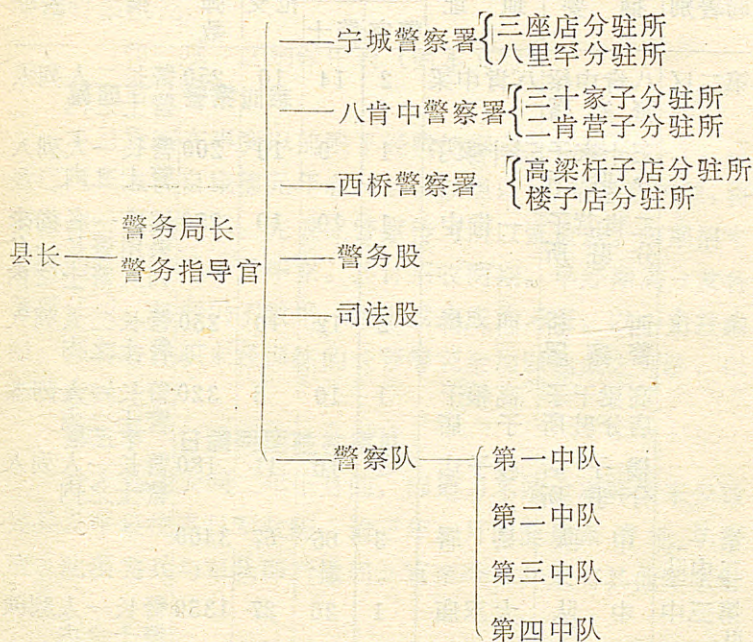 宁城警察署
三座店分驻所
八里罕分驻所
八肯中警察署
三十家子分驻所
二肯营子分驻所
西桥警察署
高梁杆子店分驻所
楼子店分驻所
县长
警务局长
警务指导官
警务股
司法股
警察队
第一中队
第二中队
第三中队
第四中队